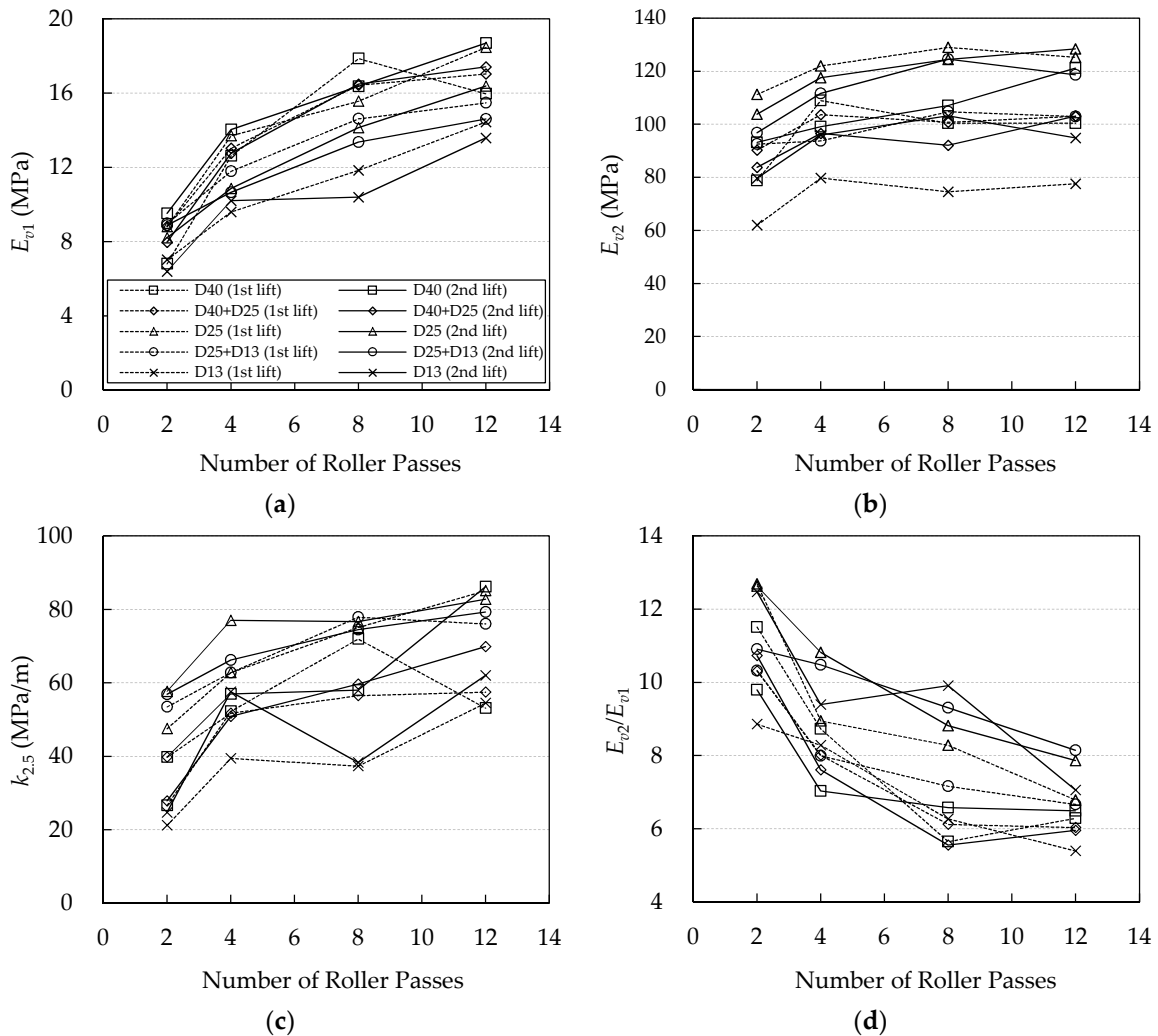 20
16
12
8
4
0
E_v1 (MPa)
D40 (1st lift) D40 (2nd lift)
D40+D25 (1st lift) D40+D25 (2nd lift)
D25 (1st lift) D25 (2nd lift)
D25+D13 (1st lift) D25+D13 (2nd lift)
D13 (1st lift) D13 (2nd lift)
0 2 4 6 8 10 12 14
Number of Roller Passes
(a)
140
120
100
80
60
40
20
0
E_v2 (MPa)
0 2 4 6 8 10 12 14
Number of Roller Passes
(b)
100
80
60
40
20
0
k_2.5 (MPa/m)
0 2 4 6 8 10 12 14
Number of Roller Passes
(c)
14
12
10
8
6
4
E_v2/E_v1
0 2 4 6 8 10 12 14
Number of Roller Passes
(d)